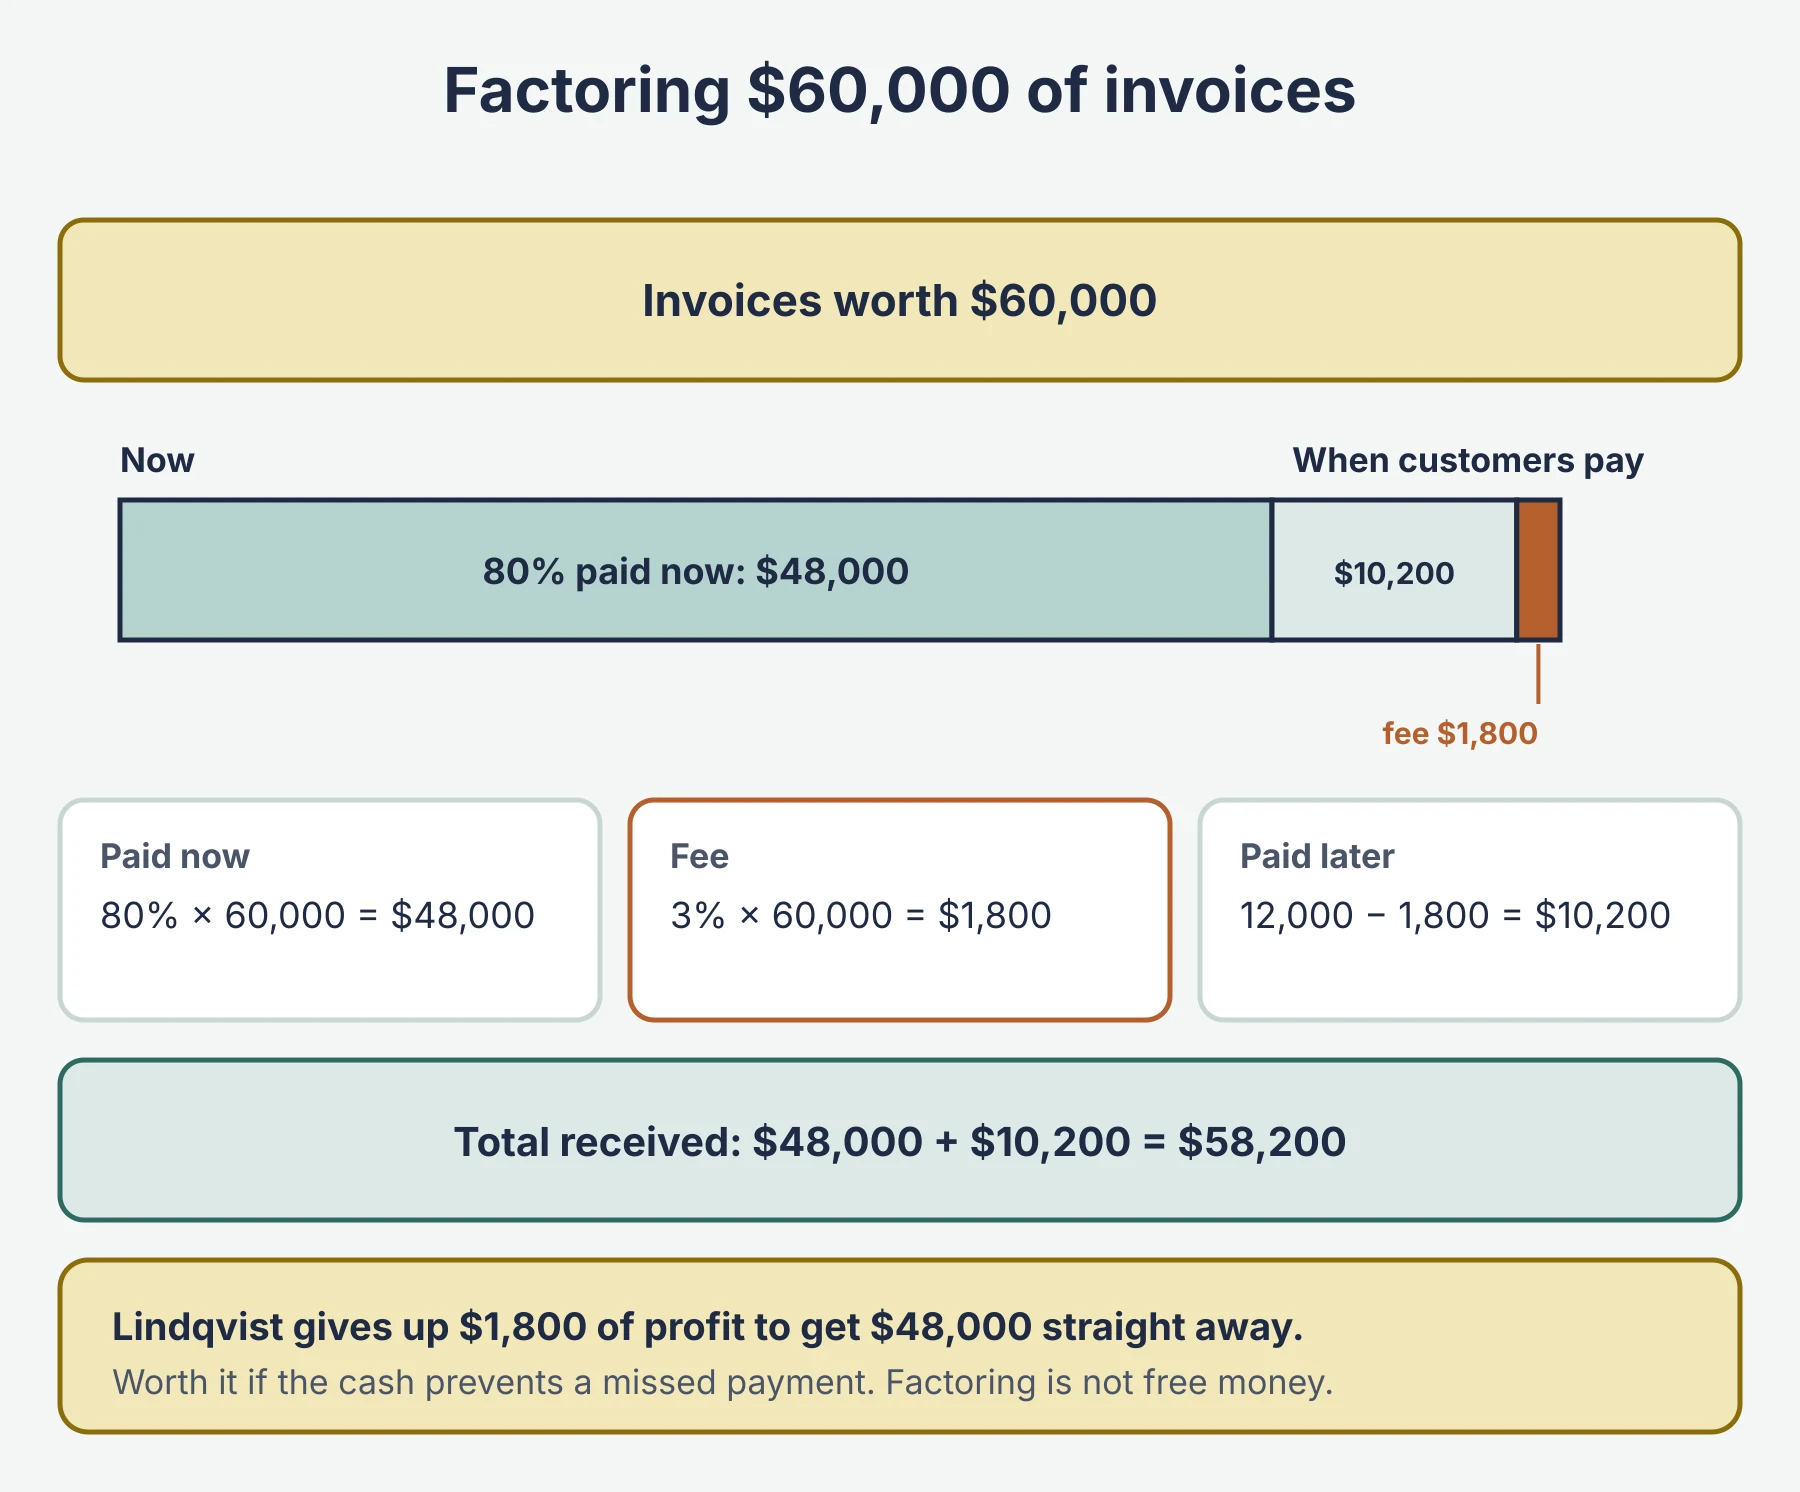 Factoring $60,000 of invoices
Invoices worth $60,000
Now
When customers pay
80% paid now: $48,000
$10,200
fee $1,800
Paid now
80% × 60,000 = $48,000
Fee
3% × 60,000 = $1,800
Paid later
12,000 − 1,800 = $10,200
Total received: $48,000 + $10,200 = $58,200
Lindqvist gives up $1,800 of profit to get $48,000 straight away.
Worth it if the cash prevents a missed payment. Factoring is not free money.